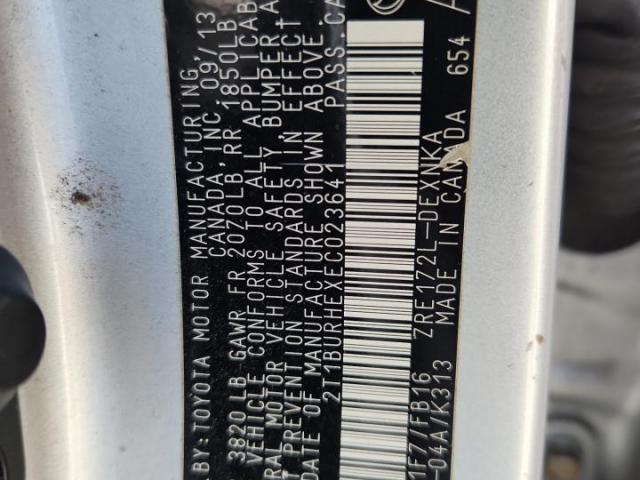 BY:TOYOTA MOTOR MANUFACTURING
CANADA, INC. 09/13
3820 LB GAWR FR 2070LB, RR 1850LB
VEHICLE CONFORMS TO ALL APPLICAB
ERAL MOTOR VEHICLE SAFETY, BUMPER, A
T PREVENTION STANDARDS IN EFFECT
DATE OF MANUFACTURE SHOWN ABOVE.
2T1BURHEXEC023641 PASS.CA
1F7/FB16 ZRE172L-DEXNKA
-04A/K313 MADE IN CANADA 654